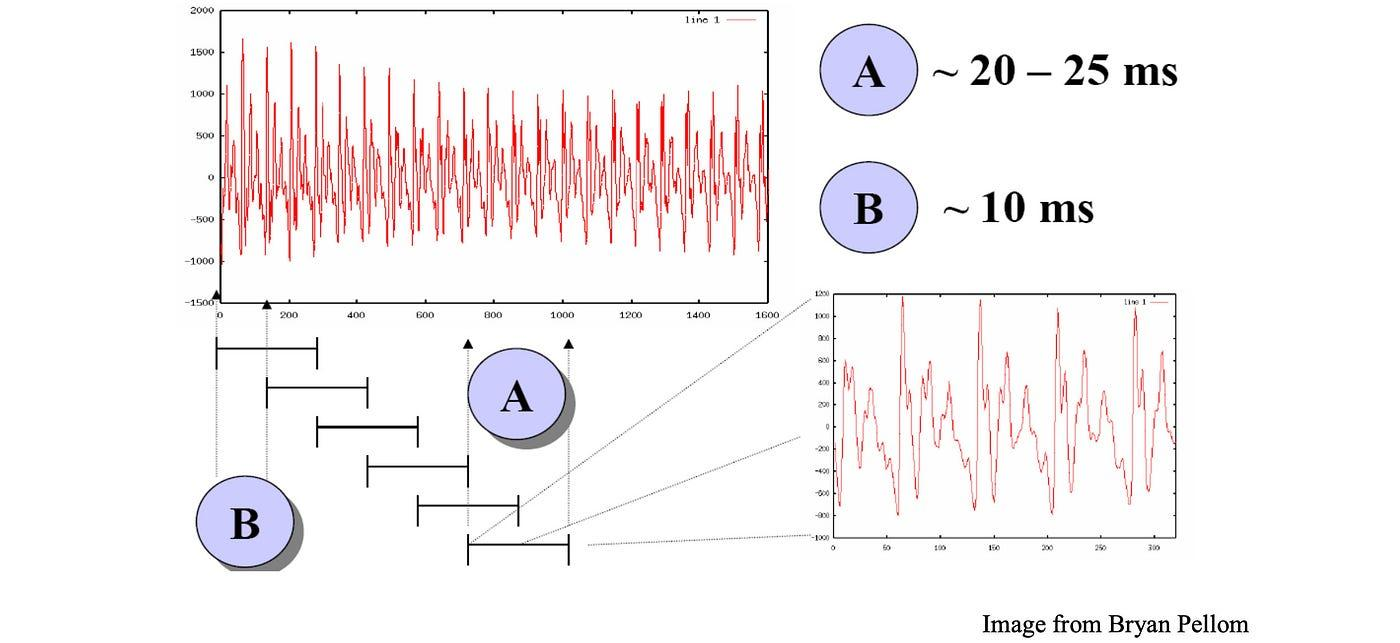 2000
1500
1000
500
0
−500
−1000
−1500
0 200 400 600 800 1000 1200 1400 1600
line 1
A ~ 20 – 25 ms
B ~ 10 ms
A
B
1200
1000
800
600
400
200
0
−200
−400
−600
−800
−1000
0 50 100 150 200 250 300
line 1
Image from Bryan Pellom